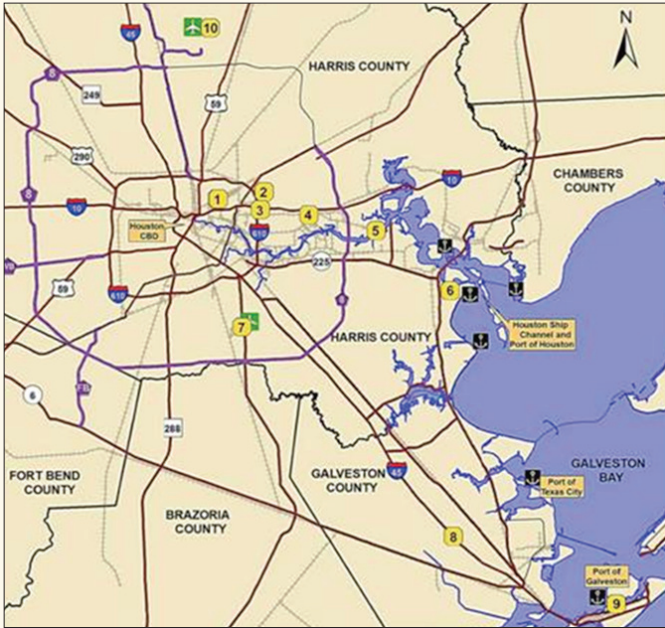 N
10
45
8
HARRIS COUNTY
249
59
290
CHAMBERS
COUNTY
8
10
1
2
3
4
10
610
5
Houston
CBD
225
59
610
6
8
7
HARRIS COUNTY
Houston Ship
Channel and
Port of Houston
6
288
GALVESTON
COUNTY
45
GALVESTON
BAY
FORT BEND
COUNTY
Port of
Texas City
BRAZORIA
COUNTY
8
Port of
Galveston
9